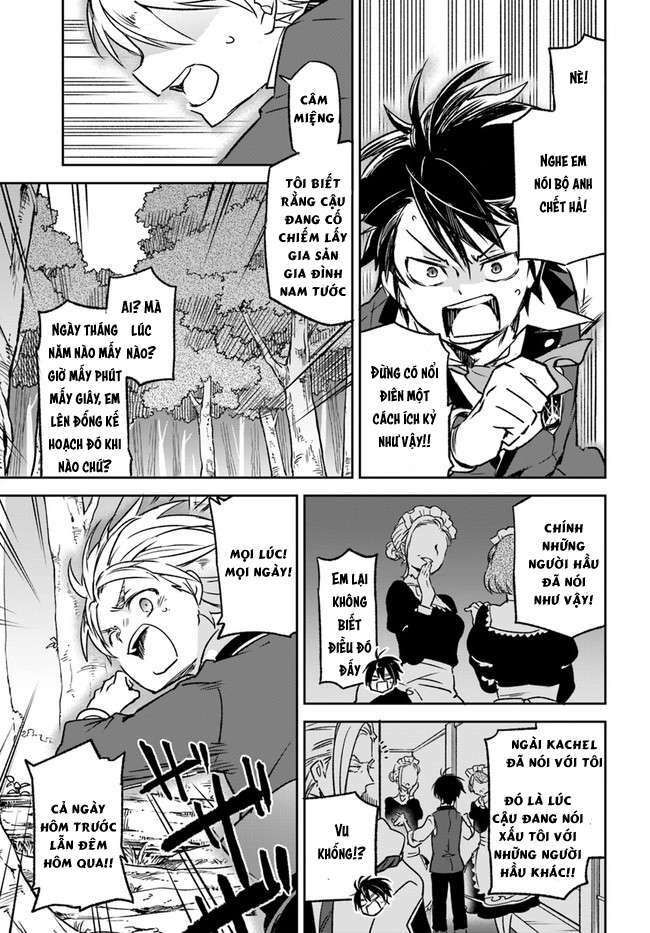 NÈ!
NGHE EM
NÓI BỘ ANH
CHẾT HẢ!
ĐỪNG CÓ NỔI
ĐIÊN MỘT
CÁCH ÍCH KỶ
NHƯ VẬY!!
CÂM
MIỆNG
TÔI BIẾT
RẰNG CẬU
ĐANG CỐ
CHIẾM LẤY
GIA SẢN
GIA ĐÌNH
NAM TƯỚC
AI? MÀ
LÚC
NÀO?
NGÀY THÁNG
NĂM NÀO MẤY
GIỜ MẤY PHÚT
MẤY GIÂY, EM
LÊN ĐỐNG KẾ
HOẠCH ĐÓ KHI
NÀO CHỨ?
CHÍNH
NHỮNG
NGƯỜI HẦU
ĐÃ NÓI
NHƯ VẬY!
EM LẠI
KHÔNG
BIẾT
ĐIỀU ĐÓ
ĐẤY
MỌI LÚC!
MỌI NGÀY!
CẢ NGÀY
HÔM TRƯỚC
LẪN ĐÊM
HÔM QUA!!
NGÀI KACHEL
ĐÃ NÓI VỚI TÔI
ĐÓ LÀ LÚC
CẬU ĐANG NÓI
XẤU TÔI VỚI
NHỮNG NGƯỜI
HẦU KHÁC!!
VU
KHỐNG!?